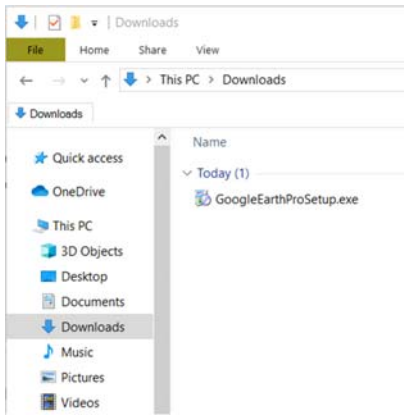 Downloads
File Home Share View
This PC > Downloads
Downloads
Name
Quick access
Today (1)
OneDrive
GoogleEarthProSetup.exe
This PC
3D Objects
Desktop
Documents
Downloads
Music
Pictures
Videos